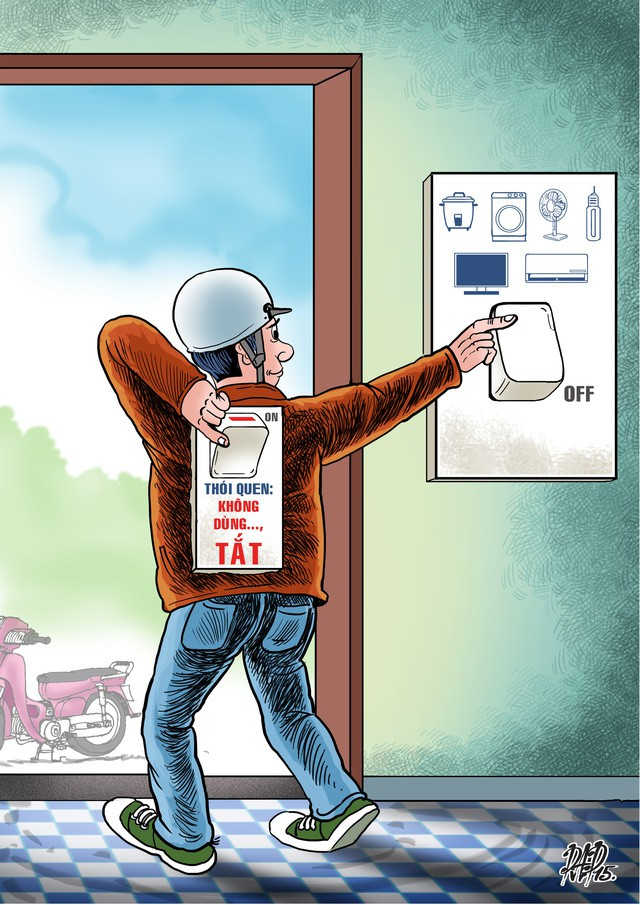 ON
THÓI QUEN:
KHÔNG
DÙNG...,
TẮT
OFF